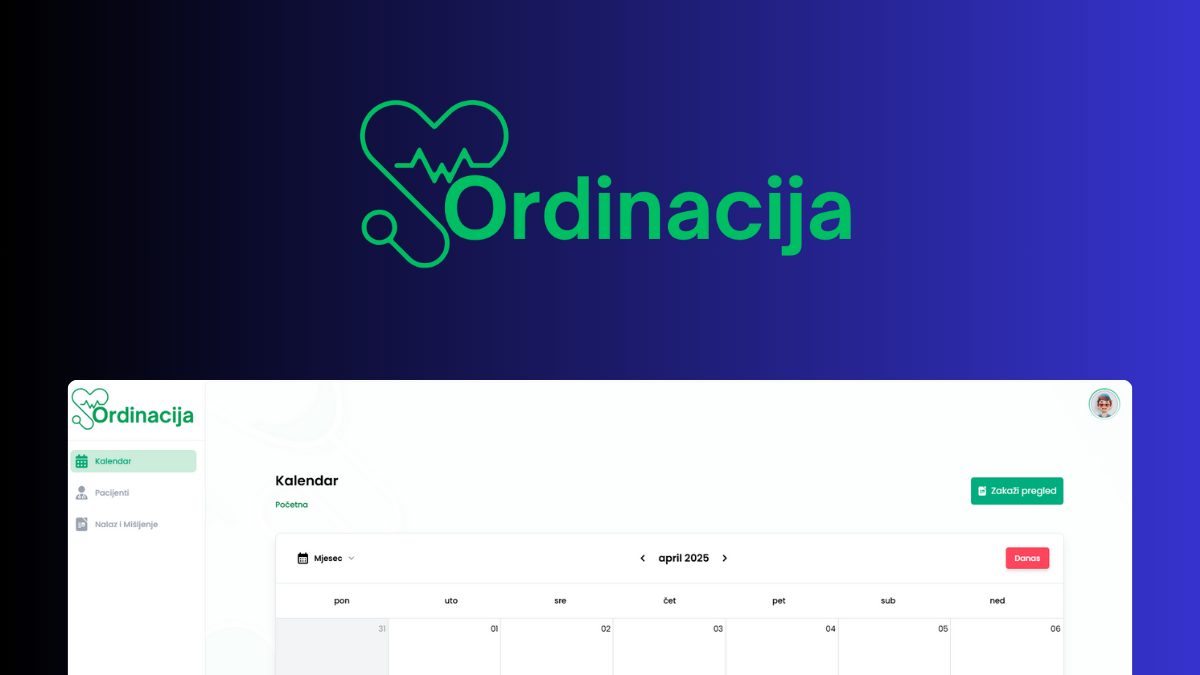 Ordinacija
Ordinacija
Kalendar
Pacijenti
Nalaz i Mišljenje
Kalendar
Početna
Zakaži pregled
Mjesec
april 2025
Danas
pon uto sre čet pet sub ned
31 01 02 03 04 05 06